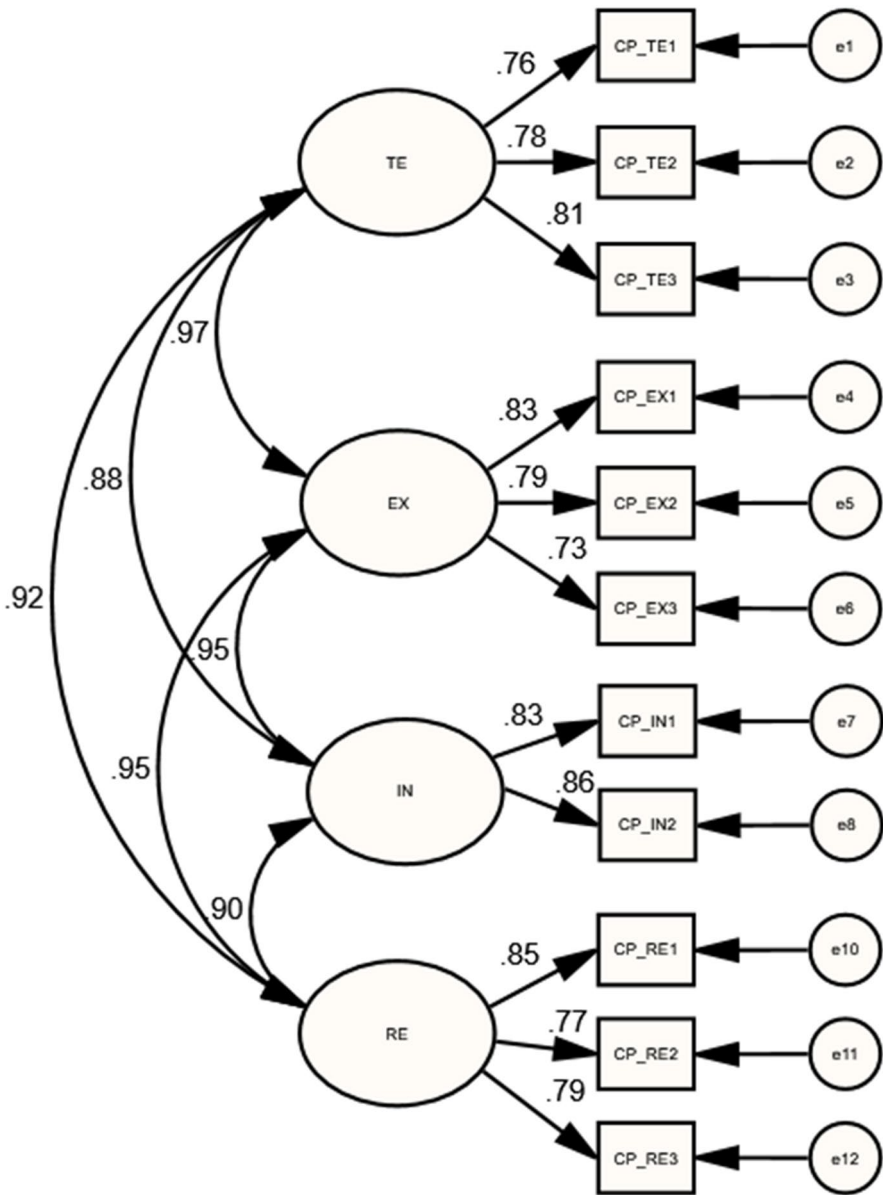 .76
CP_TE1
e1
TE
.78
CP_TE2
e2
.81
CP_TE3
e3
.97
.83
CP_EX1
e4
.88
EX
.79
CP_EX2
e5
.73
CP_EX3
e6
.92
.95
.83
CP_IN1
e7
.95
IN
.86
CP_IN2
e8
.90
.85
CP_RE1
e10
RE
.77
CP_RE2
e11
.79
CP_RE3
e12